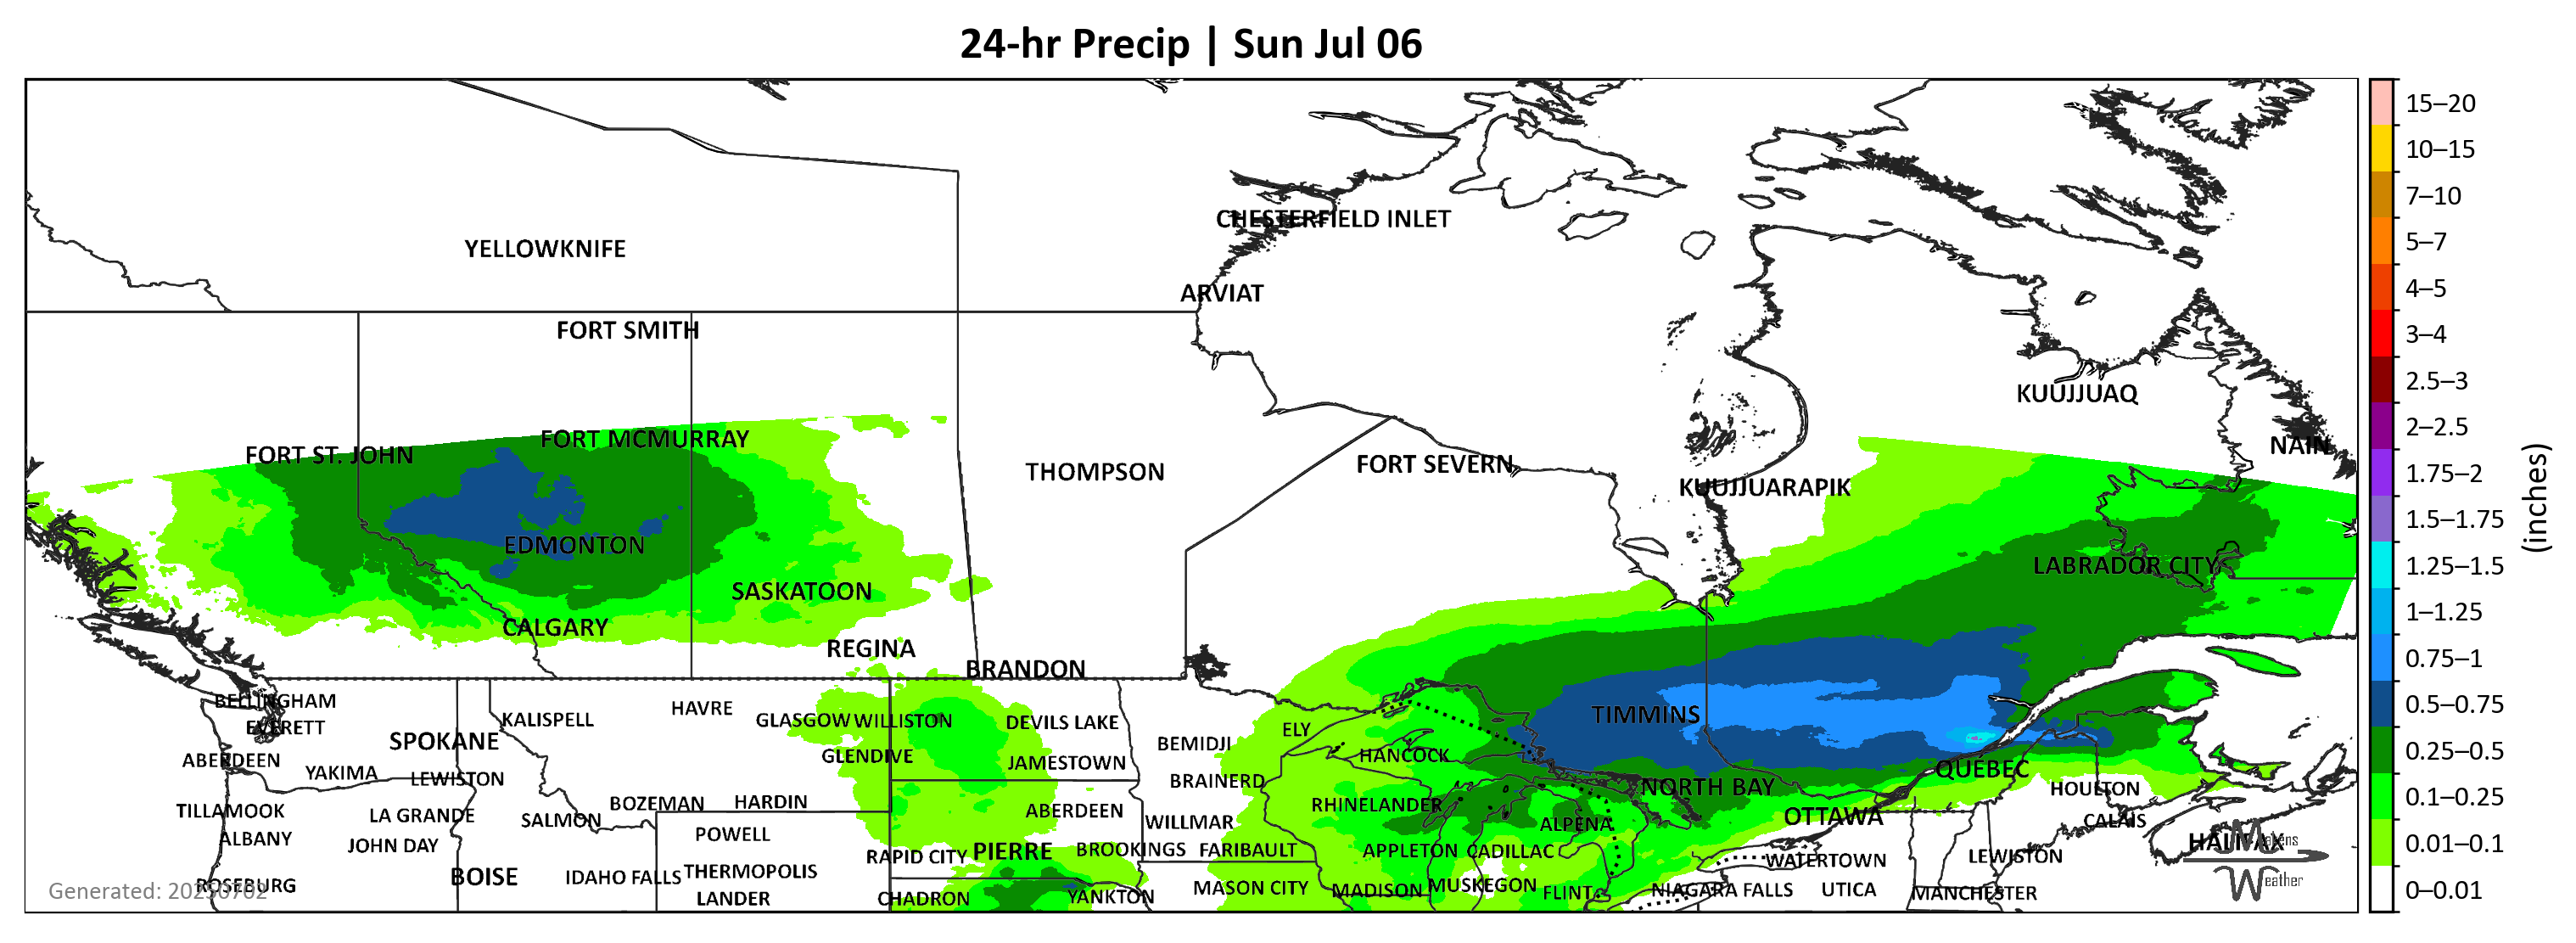 24-hr Precip | Sun Jul 06
CHESTERFIELD INLET
YELLOWKNIFE
ARVIAT
FORT SMITH
KUUJJUAQ
FORT MCMURRAY
NAIN
FORT ST. JOHN
THOMPSON
FORT SEVERN
KUUJJUARAPIK
EDMONTON
LABRADOR CITY
SASKATOON
CALGARY
REGINA
BRANDON
BELLINGHAM
HAVRE
KALISPELL
GLASGOW
WILLISTON
DEVILS LAKE
TIMMINS
EVERETT
ELY
SPOKANE
BEMIDJI
GLENDIVE
HANCOCK
ABERDEEN
JAMESTOWN
QUÉBEC
YAKIMA
LEWISTON
BRAINERD
NORTH BAY
HOULTON
BOZEMAN
HARDIN
RHINELANDER
TILLAMOOK
LA GRANDE
SALMON
ABERDEEN
WILLMAR
ALPENA
OTTAWA
CALAIS
ALBANY
JOHN DAY
POWELL
HALIFAX
RAPID CITY
PIERRE
BROOKINGS
FARIBAULT
APPLETON
CADILLAC
WATERTOWN
LEWISTON
BOISE
IDAHO FALLS
THERMOPOLIS
ROSEBURG
MASON CITY
MADISON
MUSKEGON
FLINT
NIAGARA FALLS
UTICA
MANCHESTER
LANDER
CHADRON
YANKTON
Generated: 20250702
Weather
15–20
10–15
7–10
5–7
4–5
3–4
2.5–3
2–2.5
1.75–2
1.5–1.75
1.25–1.5
1–1.25
0.75–1
0.5–0.75
0.25–0.5
0.1–0.25
0.01–0.1
0–0.01
(inches)